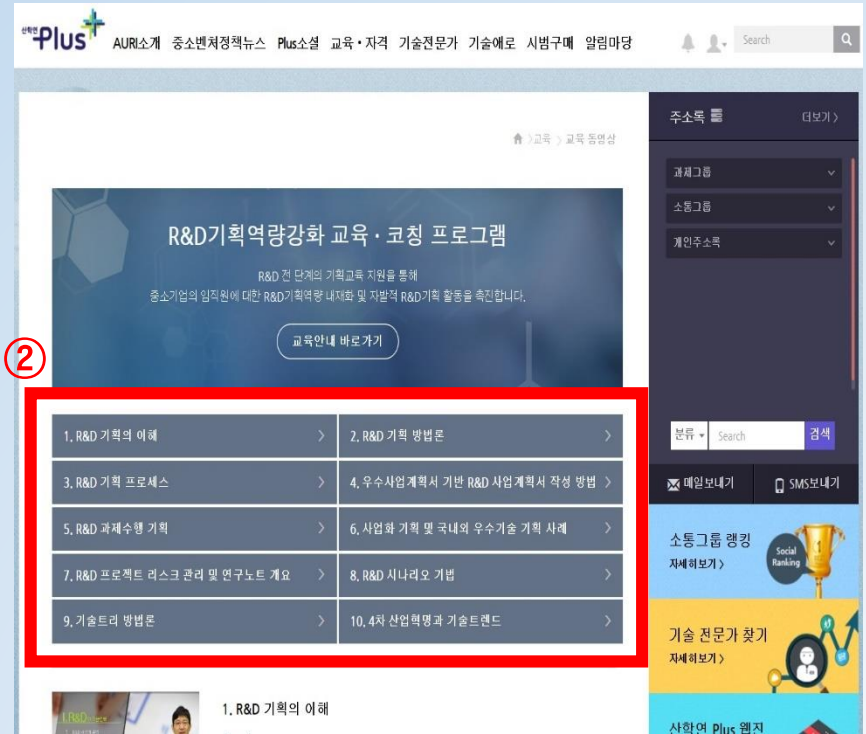 산학연 Plus
AURI소개 중소벤처정책뉴스 Plus소셜 교육·자격 기술전문가 기술애로 시범구매 알림마당
Search
주소록 더보기 〉
〉교육 〉교육 동영상
과제그룹
소통그룹
개인주소록
R&D기획역량강화 교육·코칭 프로그램
R&D 전 단계의 기획교육 지원을 통해
중소기업의 임직원에 대한 R&D기획역량 내재화 및 자발적 R&D기획 활동을 촉진합니다.
교육안내 바로가기
②
1. R&D 기획의 이해 〉
2. R&D 기획 방법론 〉
3. R&D 기획 프로세스 〉
4. 우수사업계획서 기반 R&D 사업계획서 작성 방법 〉
5. R&D 과제수행 기획 〉
6. 사업화 기획 및 국내외 우수기술 기획 사례 〉
7. R&D 프로젝트 리스크 관리 및 연구노트 개요 〉
8. R&D 시나리오 기법 〉
9. 기술트리 방법론 〉
10. 4차 산업혁명과 기술트렌드 〉
분류 Search 검색
메일보내기 SMS보내기
소통그룹 랭킹
자세히보기 〉
Social
Ranking
1
기술 전문가 찾기
자세히보기 〉
산학연 Plus 웹진
1. R&D 기획의 이해
1.R&D